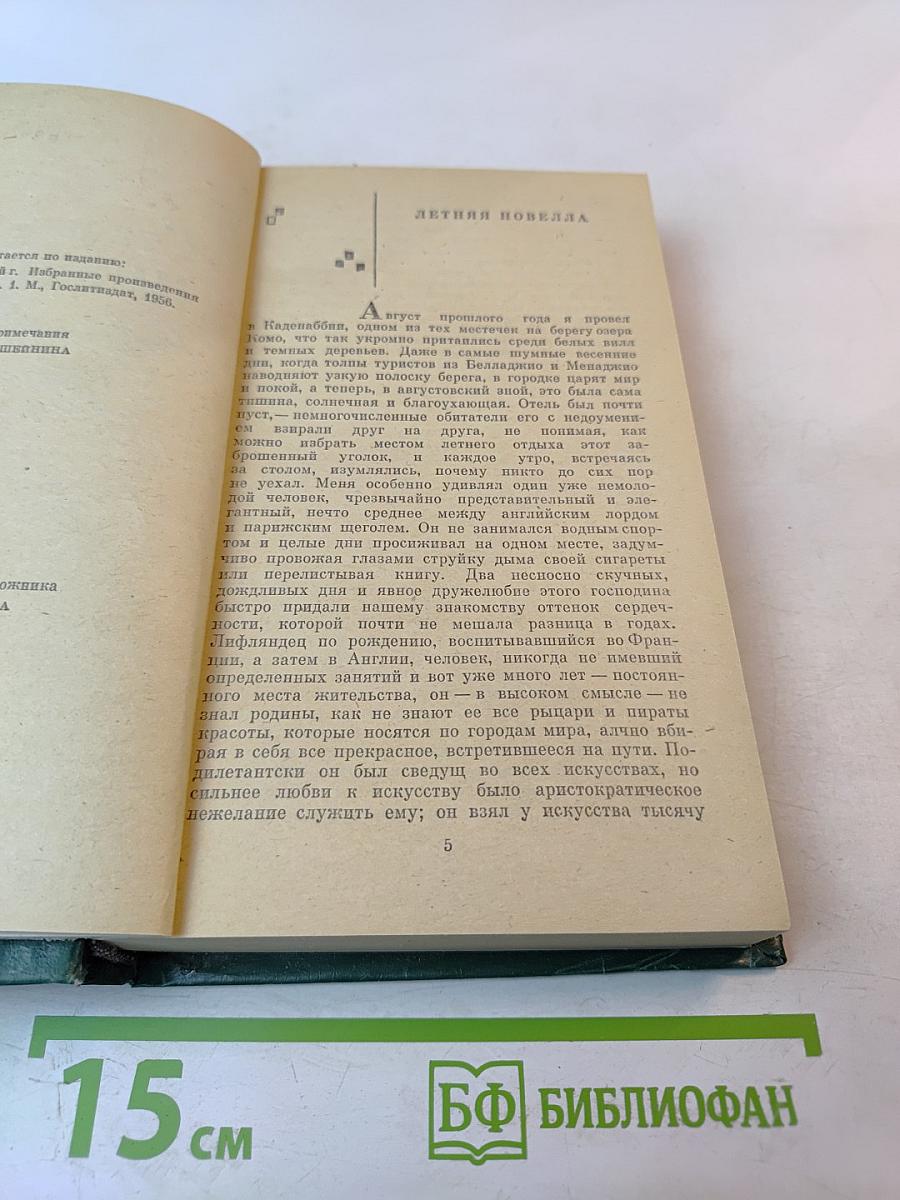 тается по изданию:
й г. Избранные произведения
. 1. М., Гослитиздат, 1956.
римечания
ШЕЙНИНА
ожника
А
ЛЕТНЯЯ НОВЕЛЛА
Август прошлого года я провел
в Каденаббии, одном из тех местечек на берегу озера
Комо, что так укромно притаились среди белых вилл
и темных деревьев. Даже в самые шумные весенние
дни, когда толпы туристов из Белладжио и Менаджио
наводняют узкую полоску берега, в городке царят мир
и покой, а теперь, в августовский зной, это была сама
тишина, солнечная и благоухающая. Отель был почти
пуст,— немногочисленные обитатели его с недоумени-
ем взирали друг на друга, не понимая, как
можно избрать местом летнего отдыха этот за-
брошенный уголок, и каждое утро, встречаясь
за столом, изумлялись, почему никто до сих пор
не уехал. Меня особенно удивлял один уже немоло-
дой человек, чрезвычайно представительный и эле-
гантный, нечто среднее между английским лордом
и парижским щеголем. Он не занимался водным спор-
том и целые дни просиживал на одном месте, задум-
чиво провожая глазами струйку дыма своей сигареты
или перелистывая книгу. Два несносно скучных,
дождливых дня и явное дружелюбие этого господина
быстро придали нашему знакомству оттенок сердеч-
ности, которой почти не мешала разница в годах.
Лифляндец по рождению, воспитывавшийся во Фран-
ции, а затем в Англии, человек, никогда не имевший
определенных занятий и вот уже много лет — постоян-
ного места жительства, он — в высоком смысле — не
знал родины, как не знают ее все рыцари и пираты
красоты, которые носятся по городам мира, алчно вби-
рая в себя все прекрасное, встретившееся на пути. По-
дилетантски он был сведущ во всех искусствах, но
сильнее любви к искусству было аристократическое
нежелание служить ему; он взял у искусства тысячу
5
15 см
БФ БИБЛИОФАН